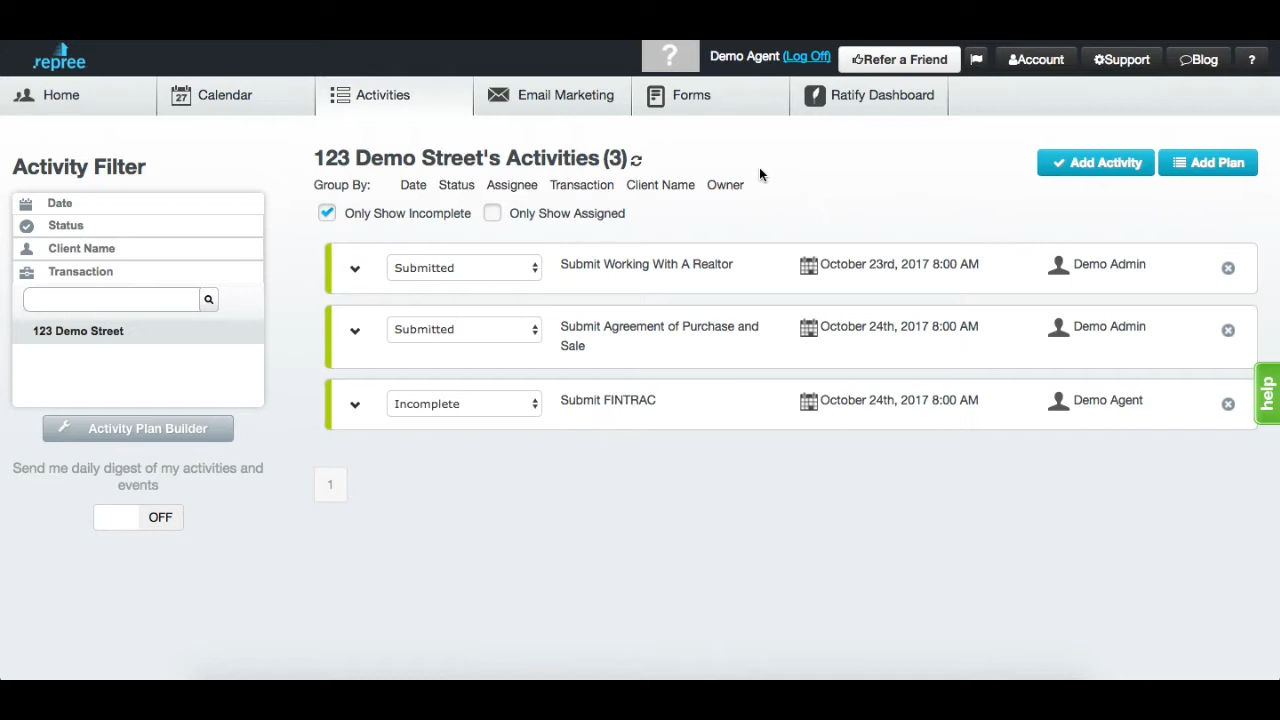 repree
? Demo Agent (Log Off) Refer a Friend Account Support Blog ?
Home 27 Calendar Activities Email Marketing Forms Ratify Dashboard
Activity Filter
Date
Status
Client Name
Transaction
123 Demo Street
Activity Plan Builder
Send me daily digest of my activities and
events
OFF
123 Demo Street's Activities (3)
Add Activity Add Plan
Group By: Date Status Assignee Transaction Client Name Owner
Only Show Incomplete Only Show Assigned
Submitted Submit Working With A Realtor October 23rd, 2017 8:00 AM Demo Admin
Submitted Submit Agreement of Purchase and October 24th, 2017 8:00 AM Demo Admin
Sale
Incomplete Submit FINTRAC October 24th, 2017 8:00 AM Demo Agent
1
help